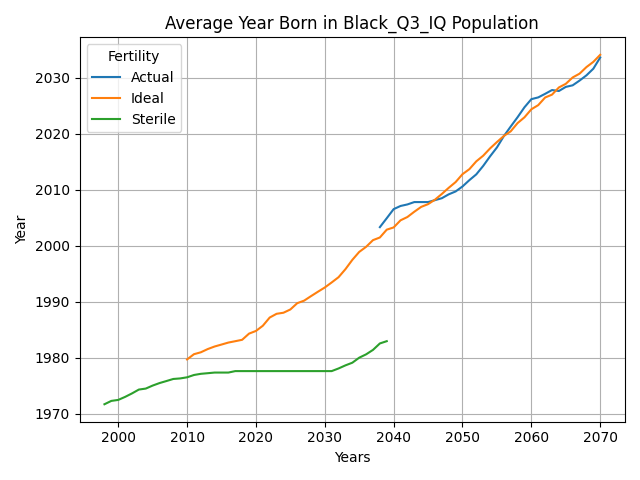 Average Year Born in Black_Q3_IQ Population
Fertility
Actual
Ideal
Sterile
Year
2030
2020
2010
2000
1990
1980
1970
2000
2010
2020
2030
2040
2050
2060
2070
Years